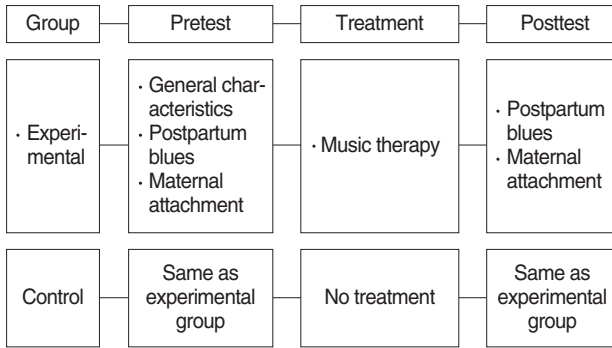 Group
Pretest
Treatment
Posttest
· Experi-
mental
· General char-
acteristics
· Postpartum
blues
· Maternal
attachment
· Music therapy
· Postpartum
blues
· Maternal
attachment
Control
Same as
experimental
group
No treatment
Same as
experimental
group